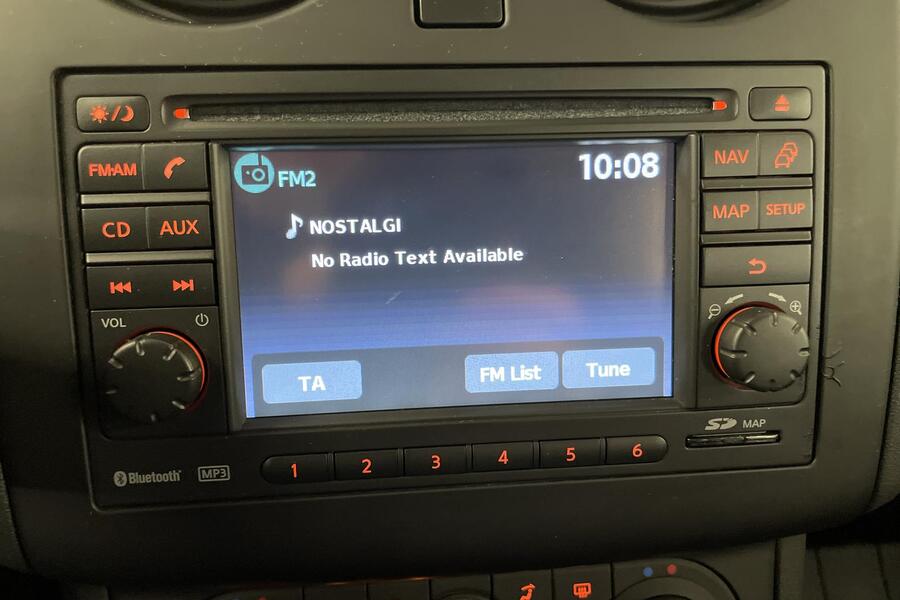 FM·AM
CD AUX
VOL
FM2 10:08
NOSTALGI
No Radio Text Available
TA FM List Tune
NAV
MAP SETUP
SD MAP
Bluetooth MP3
1 2 3 4 5 6